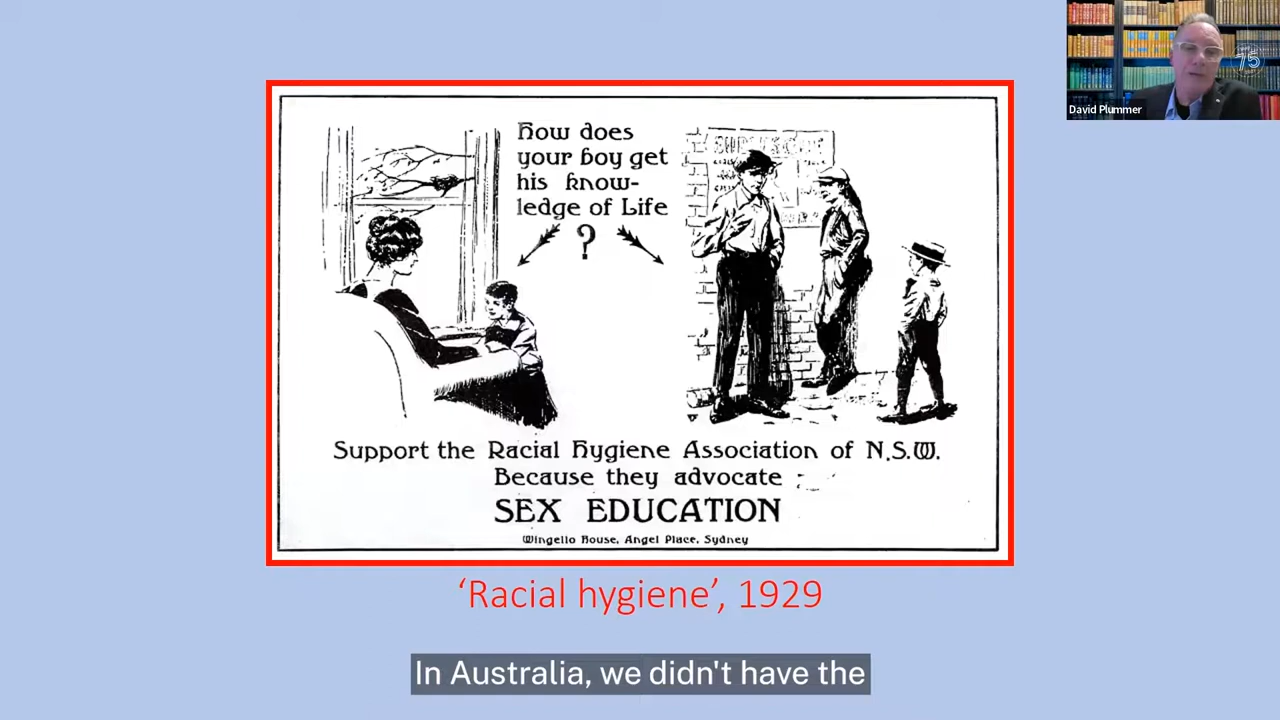 How does
your boy get
his know-
ledge of Life
?
Support the Racial Hygiene Association of N.S.W.
Because they advocate
SEX EDUCATION
Wingello House, Angel Place, Sydney
'Racial hygiene', 1929
In Australia, we didn't have the
75
David Plummer